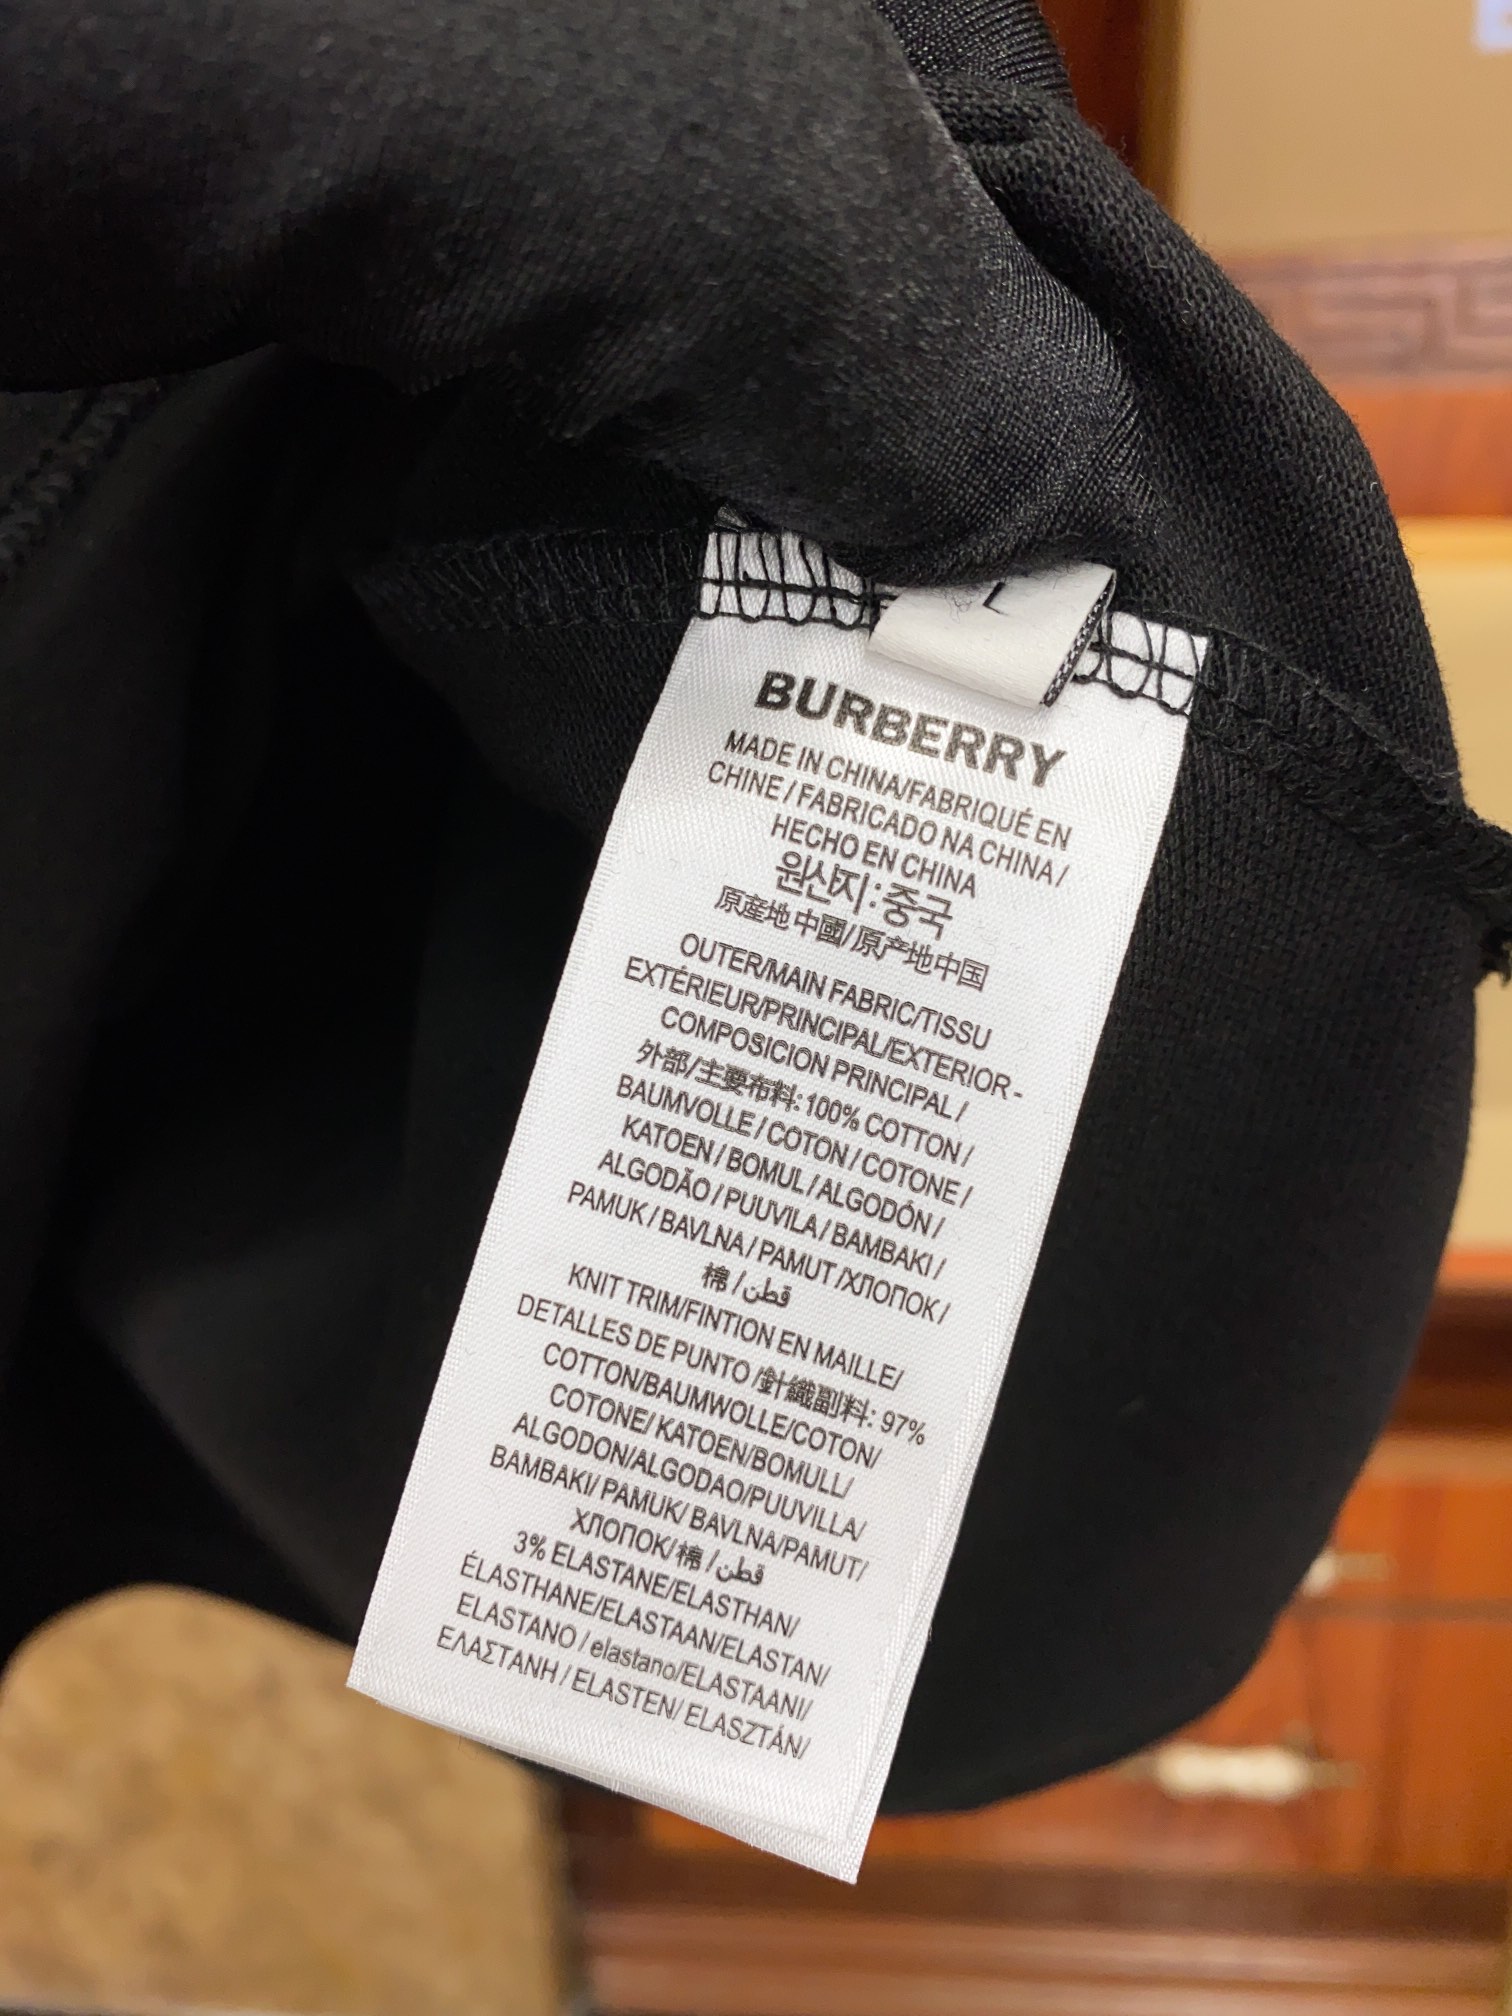 L
BURBERRY
MADE IN CHINA/FABRIQUÉ EN
CHINE / FABRICADO NA CHINA /
HECHO EN CHINA
원산지 : 중국
原產地 中國/原产地中国
OUTER/MAIN FABRIC/TISSU
EXTÉRIEUR/PRINCIPAL/EXTERIOR -
COMPOSICION PRINCIPAL /
外部/主要布料: 100% COTTON /
BAUMVOLLE / COTON / COTONE /
KATOEN / BOMUL / ALGODÓN /
ALGODÃO / PUUVILA / BAMBAKI /
PAMUK / BAVLNA / PAMUT /ХЛОПОК /
棉 / قطن
KNIT TRIM/FINTION EN MAILLE/
DETALLES DE PUNTO /針織副料: 97%
COTTON/BAUMWOLLE/COTON/
COTONE/ KATOEN/BOMULL/
ALGODON/ALGODAO/PUUVILLA/
BAMBAKI/ PAMUK/ BAVLNA/PAMUT/
ХЛОПОК/ 棉 / قطن
3% ELASTANE/ELASTHAN/
ÉLASTHANE/ELASTAAN/ELASTAN/
ELASTANO / elastano/ELASTAANI/
ΕΛΑΣΤΑΝΗ / ELASTEN/ ELASZTÁN/